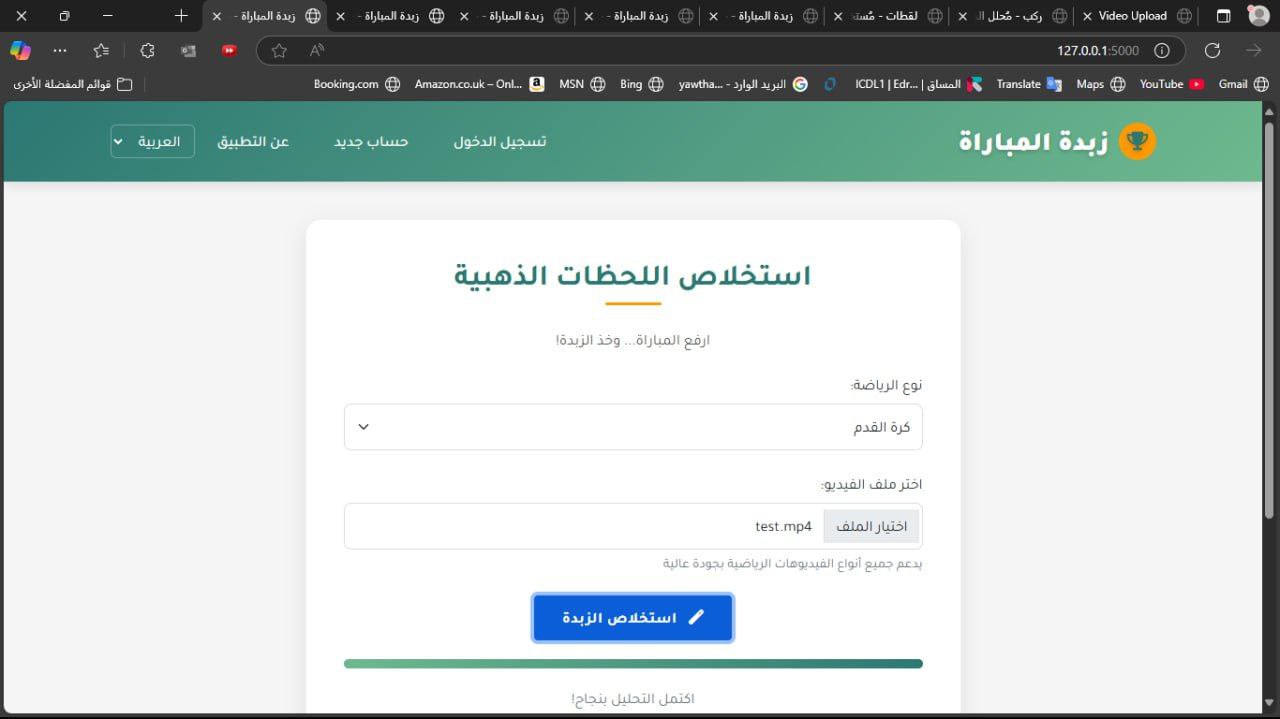 Video Upload
ركب - مُحلل ال
لقطات - مُست
زبدة المباراة -
زبدة المباراة -
زبدة المباراة -
زبدة المباراة -
زبدة المباراة -
127.0.0.1:5000
Gmail
YouTube
Maps
Translate
المساق | ICDL1 | Edr...
البريد الوارد - yawtha...
Bing
MSN
Amazon.co.uk – Onl...
Booking.com
قوائم المفضلة الأخرى
زبدة المباراة
تسجيل الدخول
حساب جديد
عن التطبيق
العربية
استخلاص اللحظات الذهبية
ارفع المباراة... وخذ الزبدة!
نوع الرياضة:
كرة القدم
اختر ملف الفيديو:
اختيار الملف
test.mp4
يدعم جميع أنواع الفيديوهات الرياضية بجودة عالية
استخلاص الزبدة
اكتمل التحليل بنجاح!